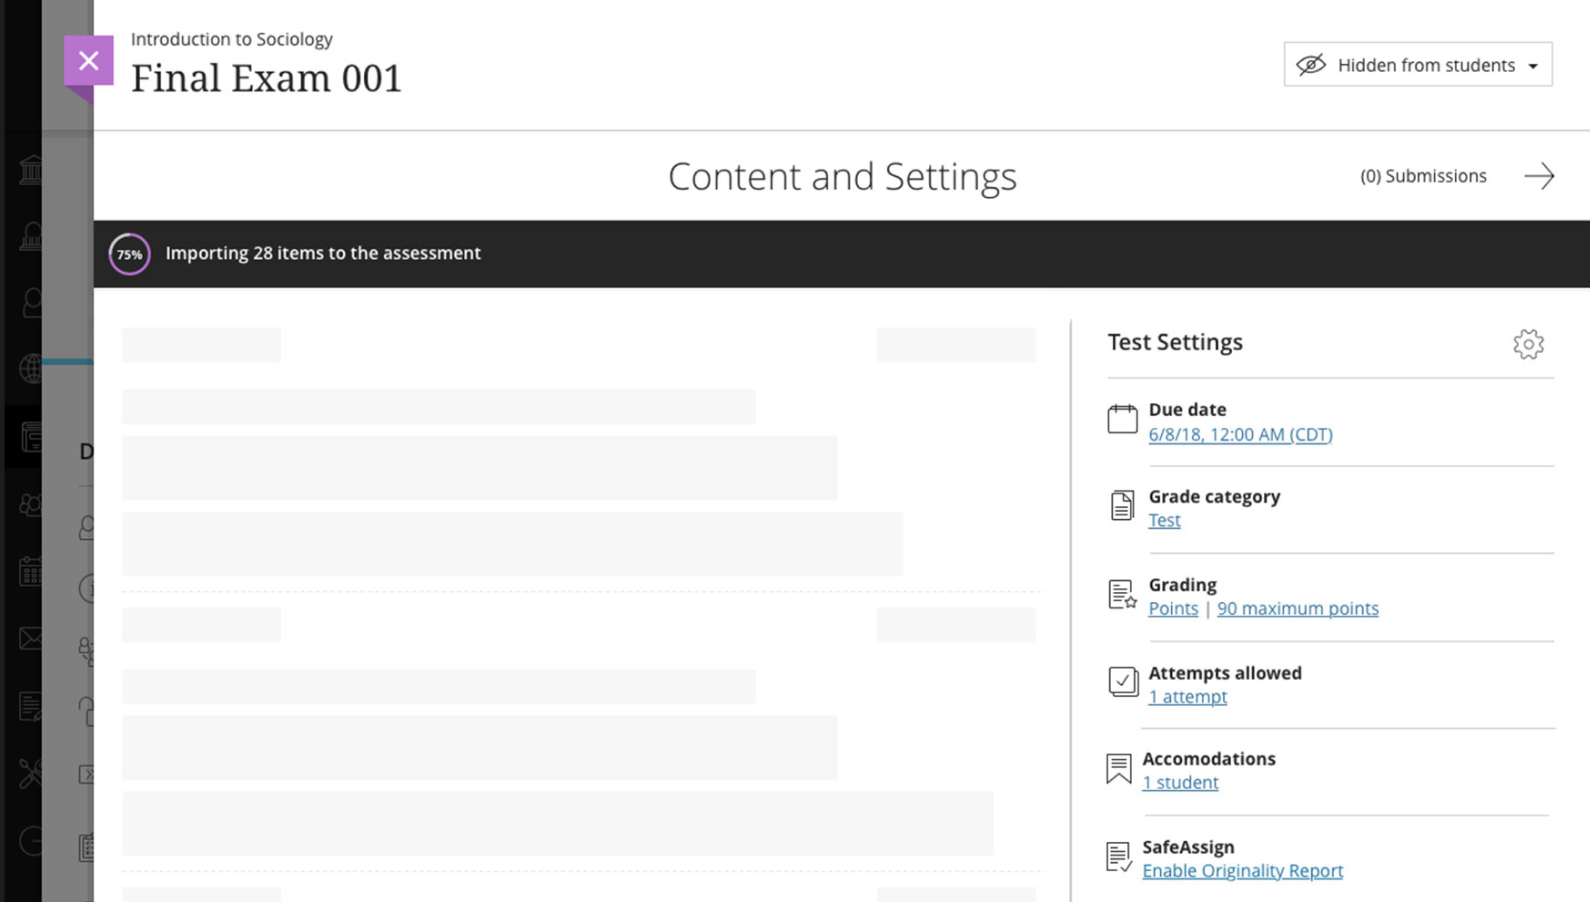 Introduction to Sociology
Final Exam 001
Hidden from students
Content and Settings
(0) Submissions
75%
Importing 28 items to the assessment
Test Settings
Due date
6/8/18, 12:00 AM (CDT)
Grade category
Test
Grading
Points | 90 maximum points
Attempts allowed
1 attempt
Accomodations
1 student
SafeAssign
Enable Originality Report
D